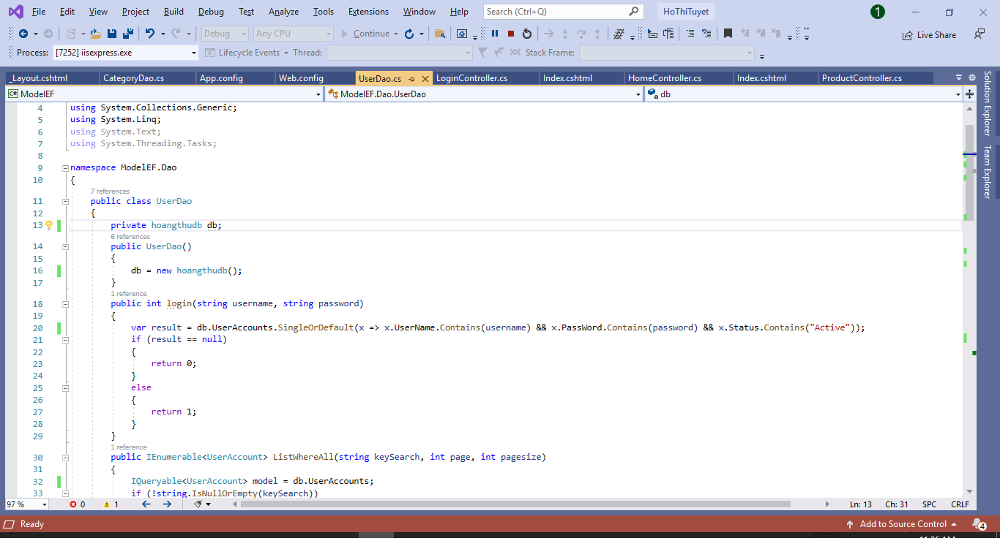 File Edit View Project Build Debug Test Analyze Tools Extensions Window Help Search (Ctrl+Q) HoThiTuyet 1
Debug Any CPU Continue Live Share
Process: [7252] iisexpress.exe Lifecycle Events Thread: Stack Frame:
_Layout.cshtml CategoryDao.cs App.config Web.config UserDao.cs LoginController.cs Index.cshtml HomeController.cs Index.cshtml ProductController.cs
C# ModelEF ModelEF.Dao.UserDao db
4 using System.Collections.Generic;
5 using System.Linq;
6 using System.Text;
7 using System.Threading.Tasks;
8
9 namespace ModelEF.Dao
10 {
7 references
11 public class UserDao
12 {
13 private hoangthudb db;
6 references
14 public UserDao()
15 {
16 db = new hoangthudb();
17 }
1 reference
18 public int login(string username, string password)
19 {
20 var result = db.UserAccounts.SingleOrDefault(x => x.UserName.Contains(username) && x.PassWord.Contains(password) && x.Status.Contains("Active"));
21 if (result == null)
22 {
23 return 0;
24 }
25 else
26 {
27 return 1;
28 }
29 }
1 reference
30 public IEnumerable<UserAccount> ListWhereAll(string keySearch, int page, int pagesize)
31 {
32 IQueryable<UserAccount> model = db.UserAccounts;
33 if (!string.IsNullOrEmpty(keySearch))
Solution Explorer
Team Explorer
97 % 0 1 Ln: 13 Ch: 31 SPC CRLF
Ready Add to Source Control 4